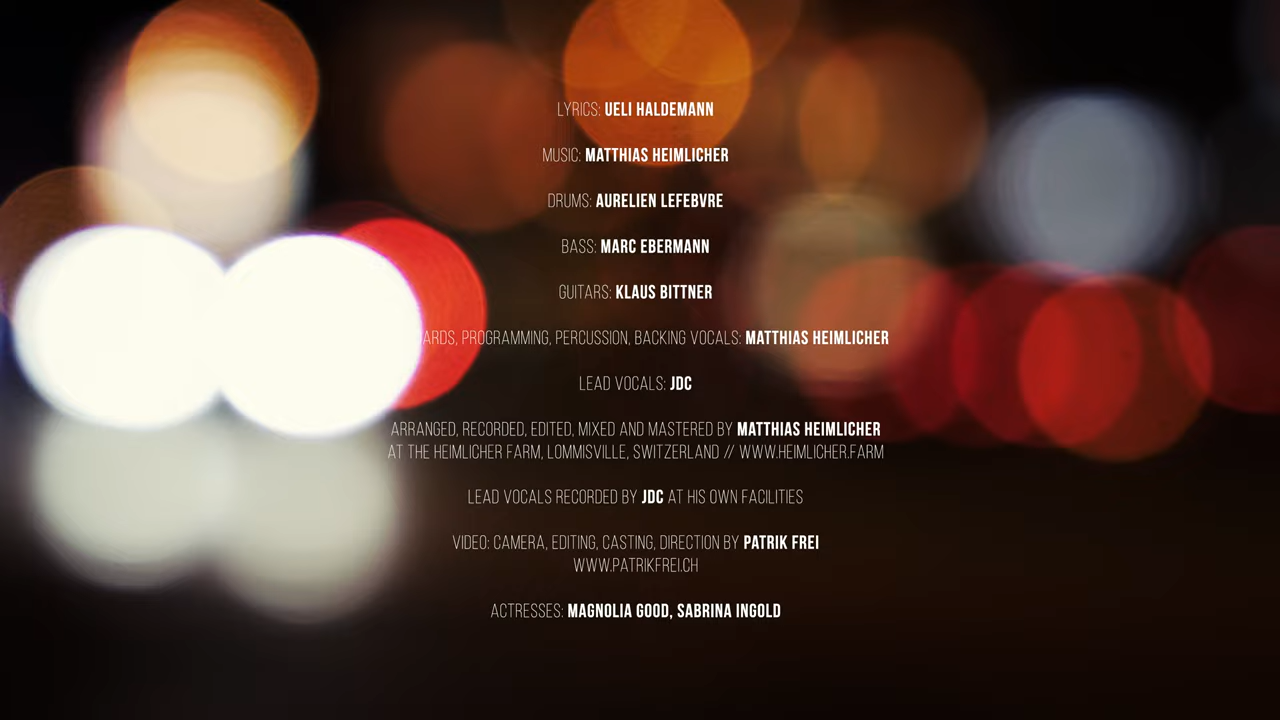 LYRICS: UELI HALDEMANN
MUSIC: MATTHIAS HEIMLICHER
DRUMS: AURELIEN LEFEBVRE
BASS: MARC EBERMANN
GUITARS: KLAUS BITTNER
PROGRAMMING, PERCUSSION, BACKING VOCALS: MATTHIAS HEIMLICHER
LEAD VOCALS: JDC
ARRANGED, RECORDED, EDITED, MIXED AND MASTERED BY MATTHIAS HEIMLICHER
AT THE HEIMLICHER FARM, LOMMISVILLE, SWITZERLAND // WWW.HEIMLICHER.FARM
LEAD VOCALS RECORDED BY JDC AT HIS OWN FACILITIES
VIDEO: CAMERA, EDITING, CASTING, DIRECTION BY PATRIK FREI
WWW.PATRIKFREI.CH
ACTRESSES: MAGNOLIA GOOD, SABRINA INGOLD